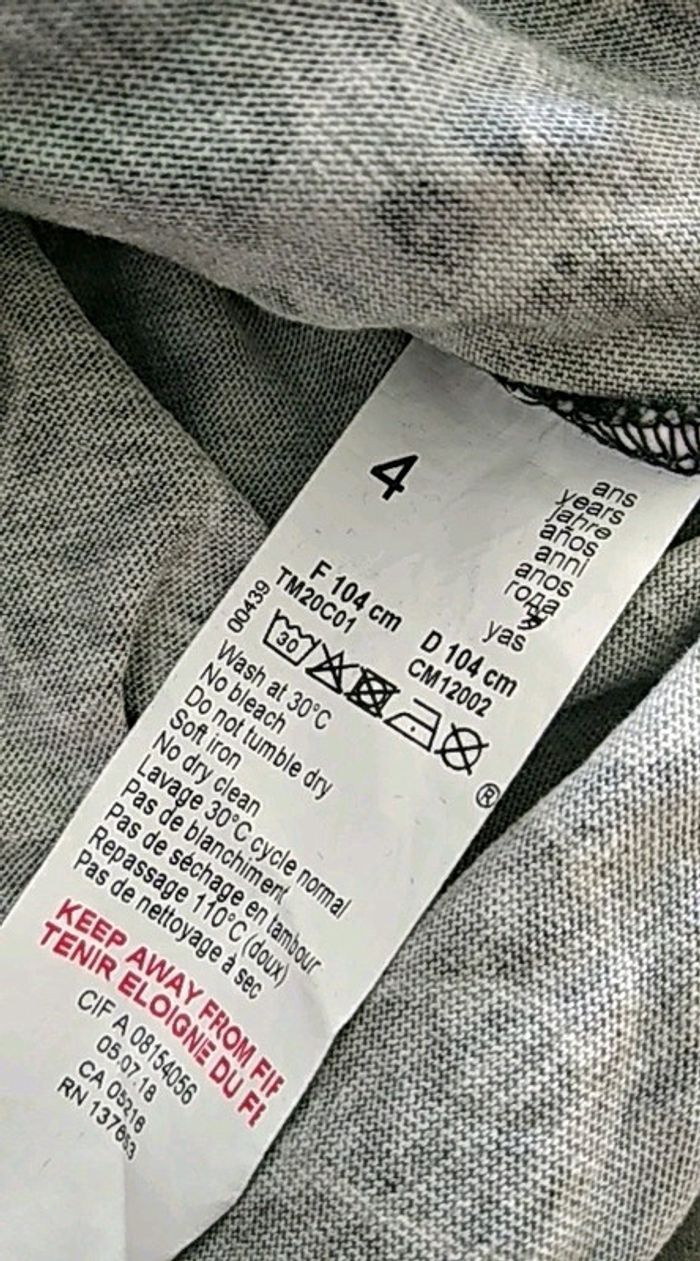 4
ans
years
Jahre
años
anni
anos
года
yaş
F 104 cm
D 104 cm
TM20C01
CM12002
00439
30
®
Wash at 30°C
No bleach
Do not tumble dry
Soft iron
No dry clean
Lavage 30°C cycle normal
Pas de blanchiment
Pas de séchage en tambour
Repassage 110°C (doux)
Pas de nettoyage à sec
KEEP AWAY FROM
TENIR ELOIGNE DU
CIF A 08154056
05.07.18
CA
RN